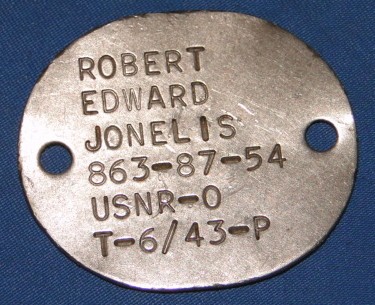 ROBERT
EDWARD
JONELIS
863-87-54
USNR-O
T-6/43-P